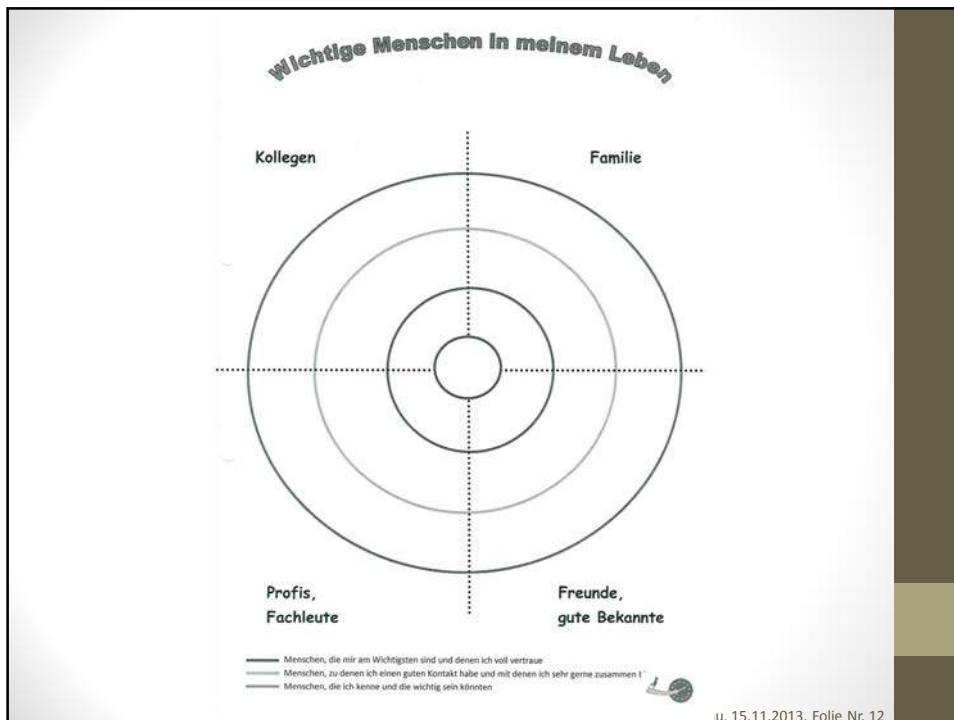 Wichtige Menschen in meinem Leben
Kollegen
Familie
Profis,
Fachleute
Freunde,
gute Bekannte
Menschen, die mir am Wichtigsten sind und denen ich voll vertraue
Menschen, zu denen ich einen guten Kontakt habe und mit denen ich sehr gerne zusammen
Menschen, die ich kenne und die wichtig sein könnten
15.11.2013, Folie Nr. 12